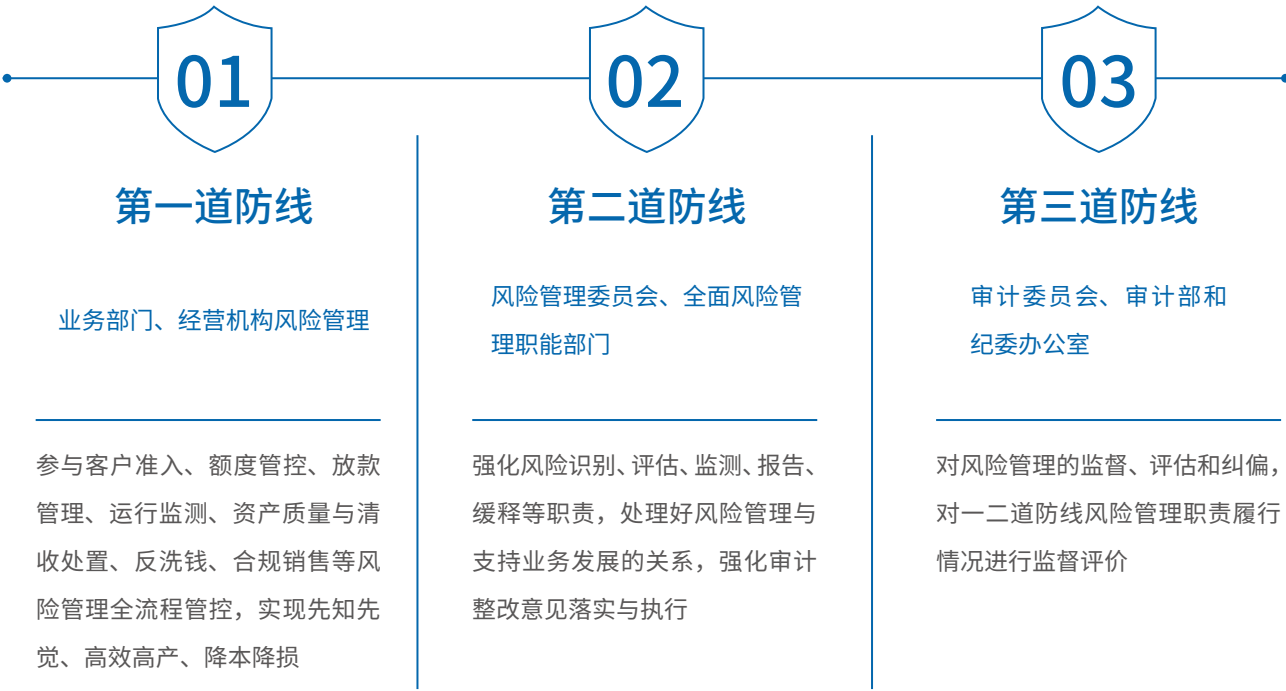 01
第一道防线
业务部门、经营机构风险管理
参与客户准入、额度管控、放款
管理、运行监测、资产质量与清
收处置、反洗钱、合规销售等风
险管理全流程管控，实现先知先
觉、高效高产、降本降损
02
第二道防线
风险管理委员会、全面风险管
理职能部门
强化风险识别、评估、监测、报告、
缓释等职责，处理好风险管理与
支持业务发展的关系，强化审计
整改意见落实与执行
03
第三道防线
审计委员会、审计部和
纪委办公室
对风险管理的监督、评估和纠偏，
对一二道防线风险管理职责履行
情况进行监督评价